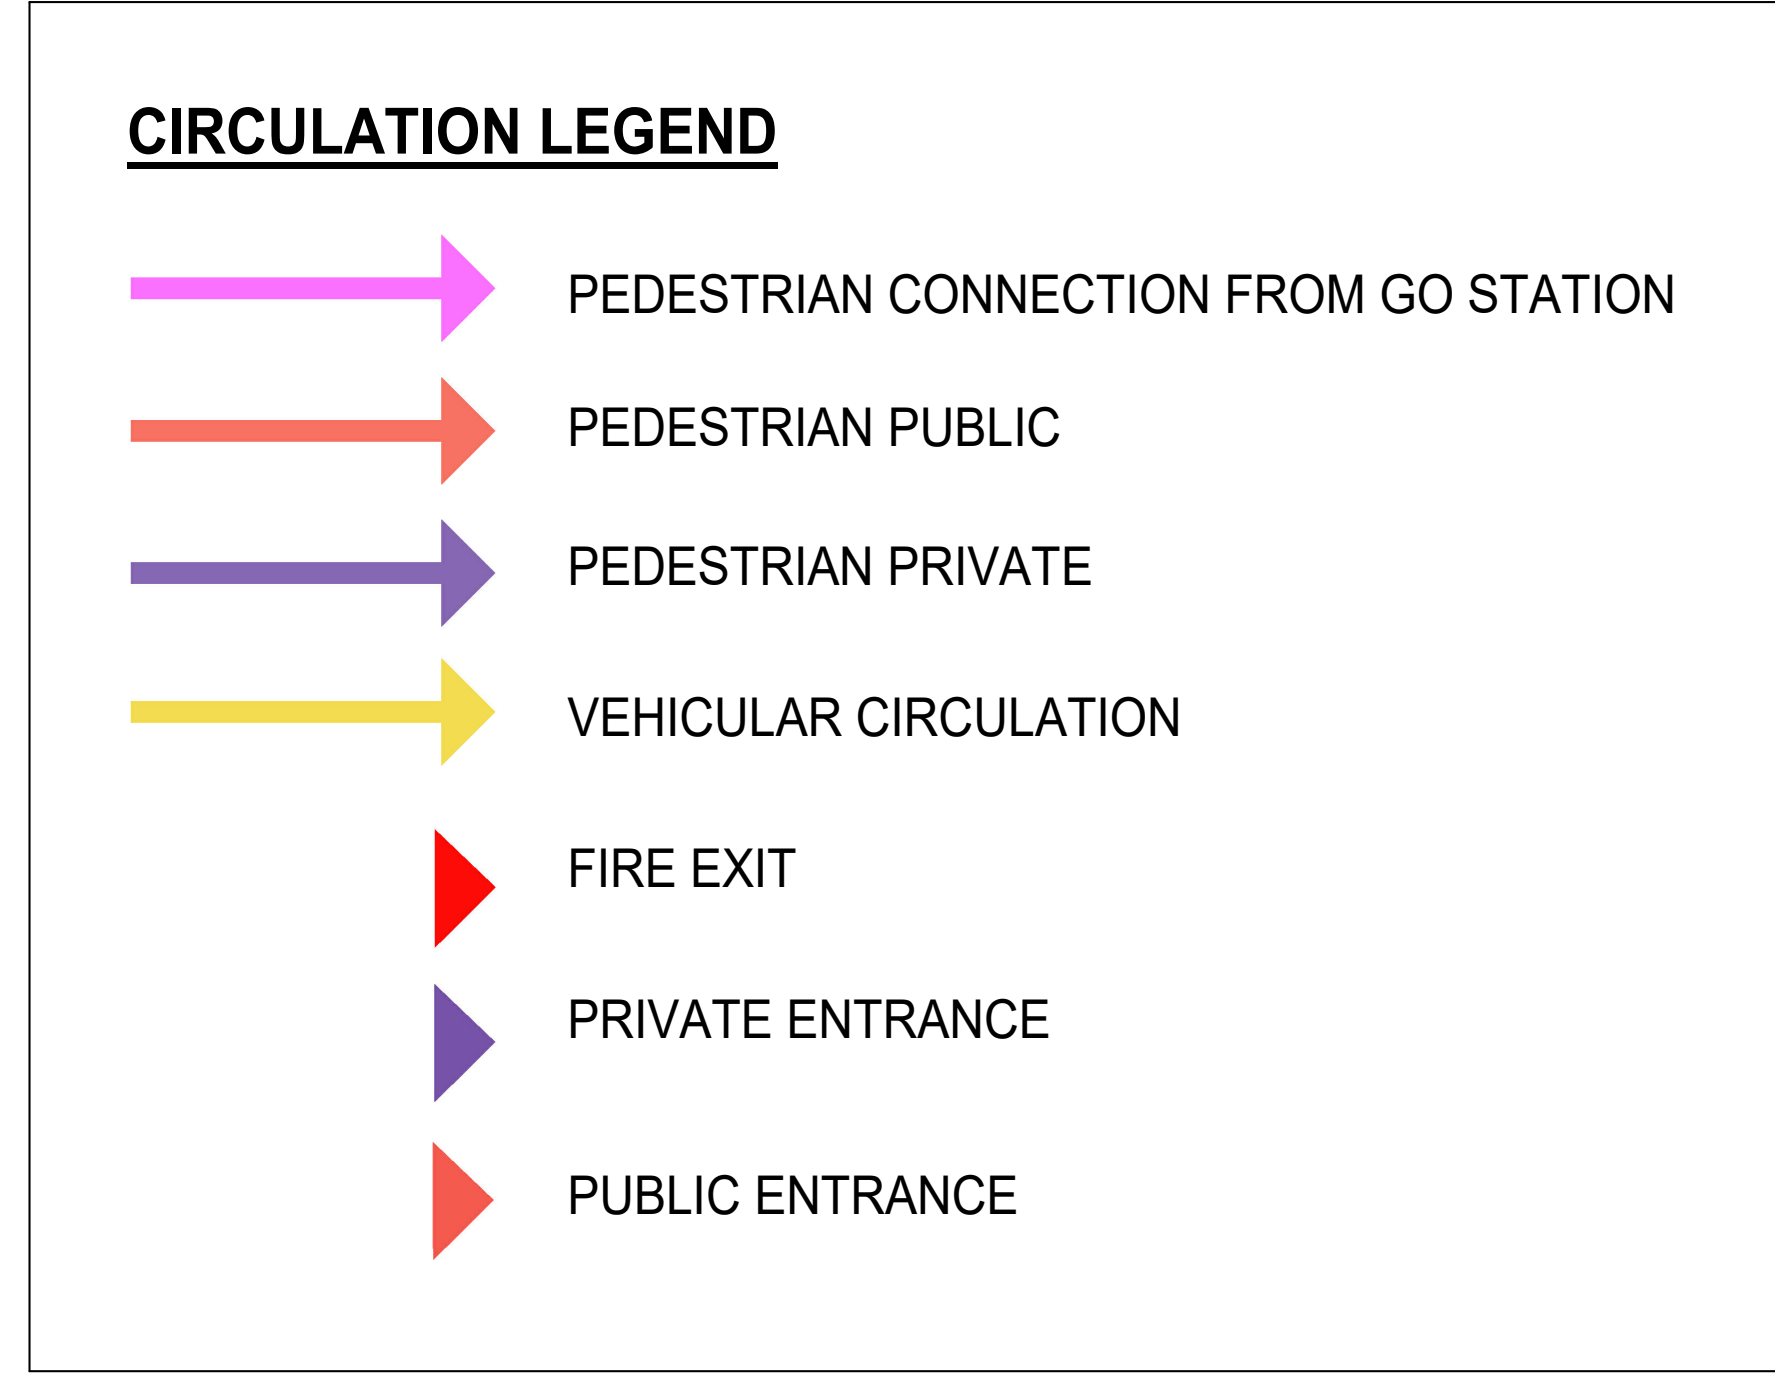 CIRCULATION LEGEND
PEDESTRIAN CONNECTION FROM GO STATION
PEDESTRIAN PUBLIC
PEDESTRIAN PRIVATE
VEHICULAR CIRCULATION
FIRE EXIT
PRIVATE ENTRANCE
PUBLIC ENTRANCE